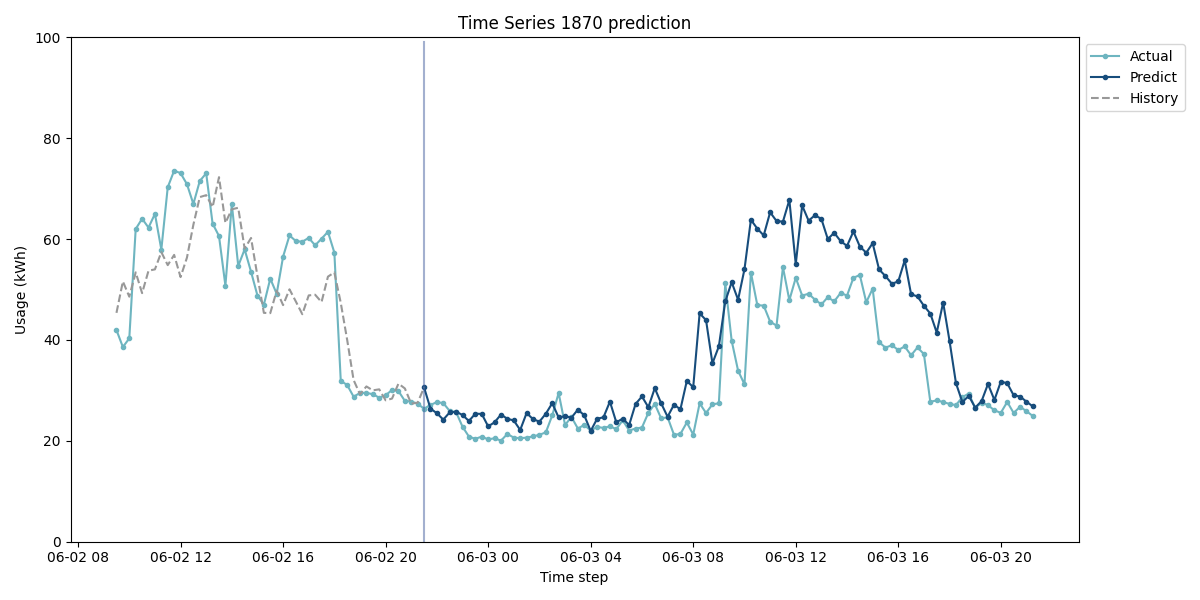 Time Series 1870 prediction
Usage (kWh)
100
80
60
40
20
0
06-02 08
06-02 12
06-02 16
06-02 20
06-03 00
06-03 04
06-03 08
06-03 12
06-03 16
06-03 20
Time step
Actual
Predict
History